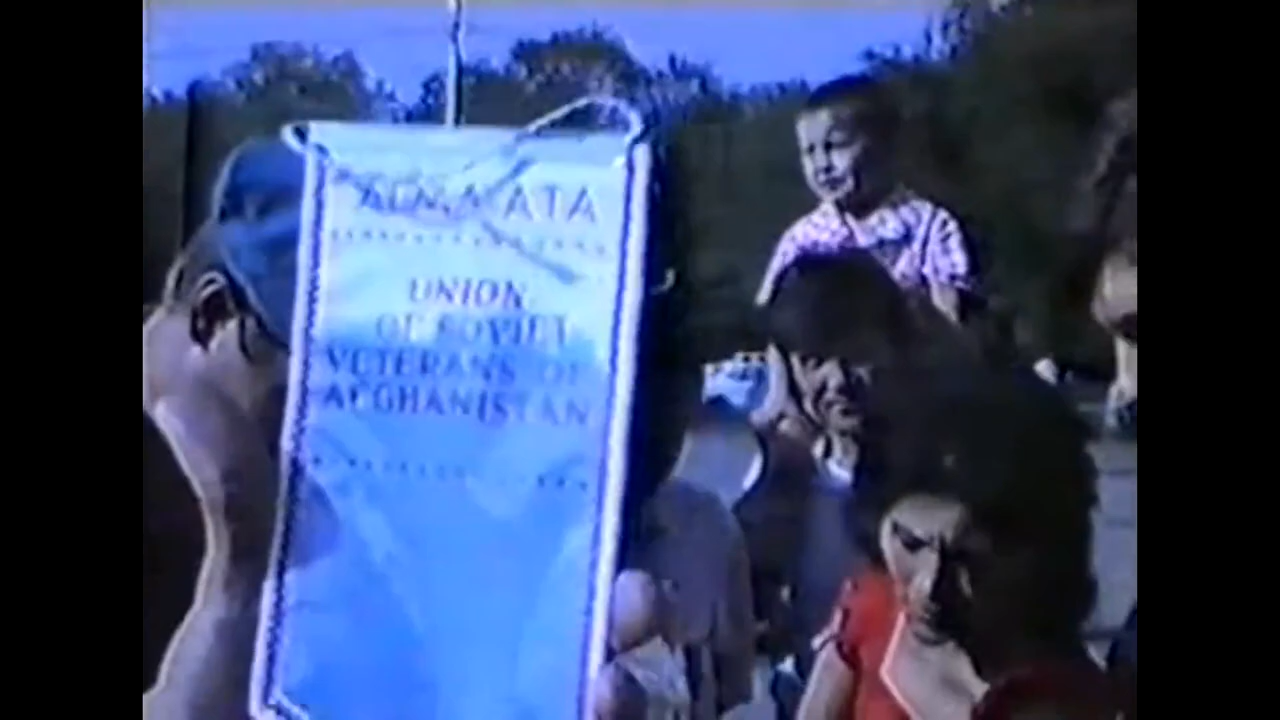 ALMA-ATA
UNION
OF SOVIET
VETERANS OF
AFGHANISTAN